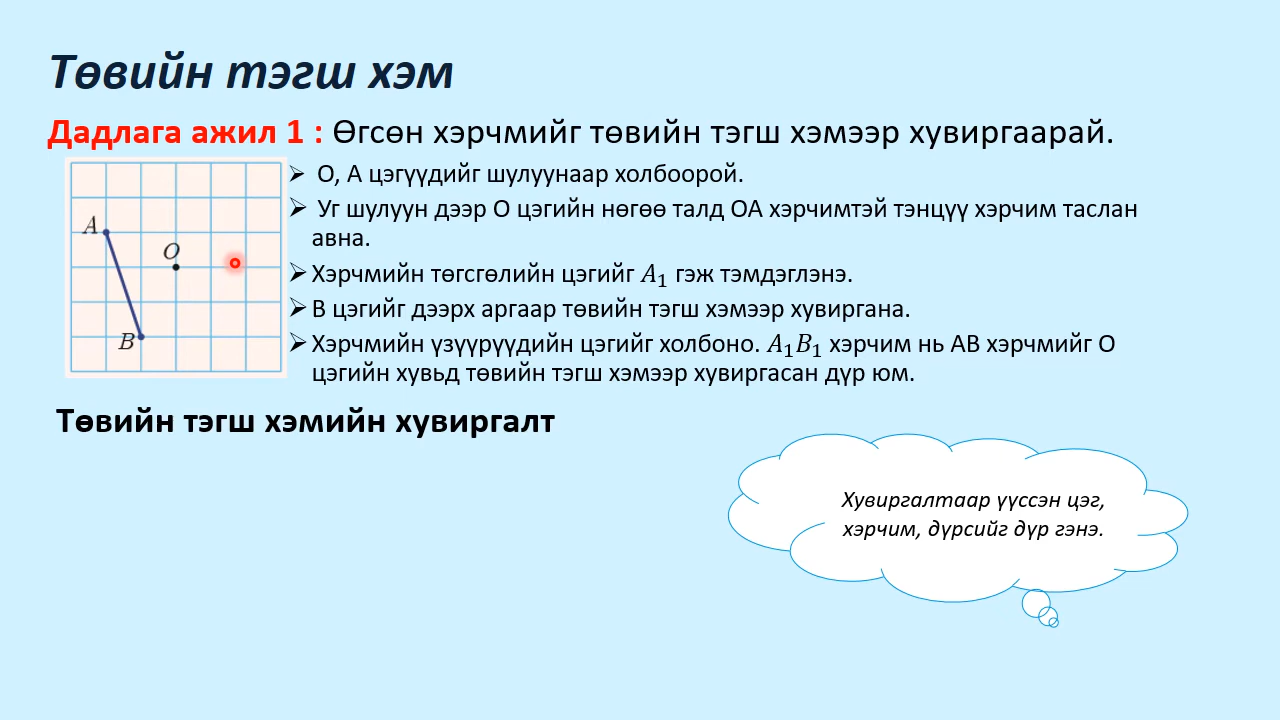 Төвийн тэгш хэм
Дадлага ажил 1 : Өгсөн хэрчмийг төвийн тэгш хэмээр хувиргаарай.
A
O
B
➢ О, А цэгүүдийг шулуунаар холбоорой.
➢ Уг шулуун дээр О цэгийн нөгөө талд ОА хэрчимтэй тэнцүү хэрчим таслан
авна.
➢ Хэрчмийн төгсгөлийн цэгийг A₁ гэж тэмдэглэнэ.
➢ В цэгийг дээрх аргаар төвийн тэгш хэмээр хувиргана.
➢ Хэрчмийн үзүүрүүдийн цэгийг холбоно. A₁B₁ хэрчим нь АВ хэрчмийг О
цэгийн хувьд төвийн тэгш хэмээр хувиргасан дүр юм.
Төвийн тэгш хэмийн хувиргалт
Хувиргалтаар үүссэн цэг,
хэрчим, дүрсийг дүр гэнэ.